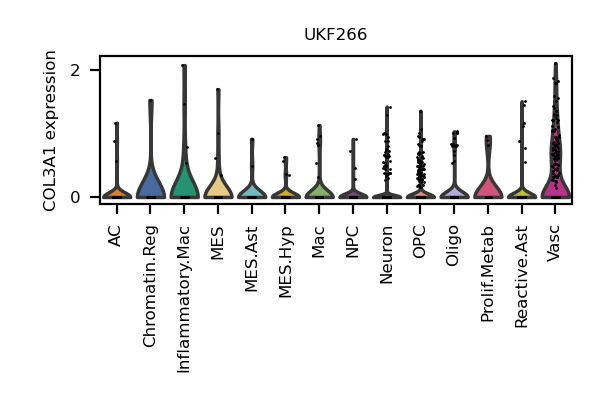 UKF266
COL3A1 expression
2
0
AC
Chromatin.Reg
Inflammatory.Mac
MES
MES.Ast
MES.Hyp
Mac
NPC
Neuron
OPC
Oligo
Prolif.Metab
Reactive.Ast
Vasc